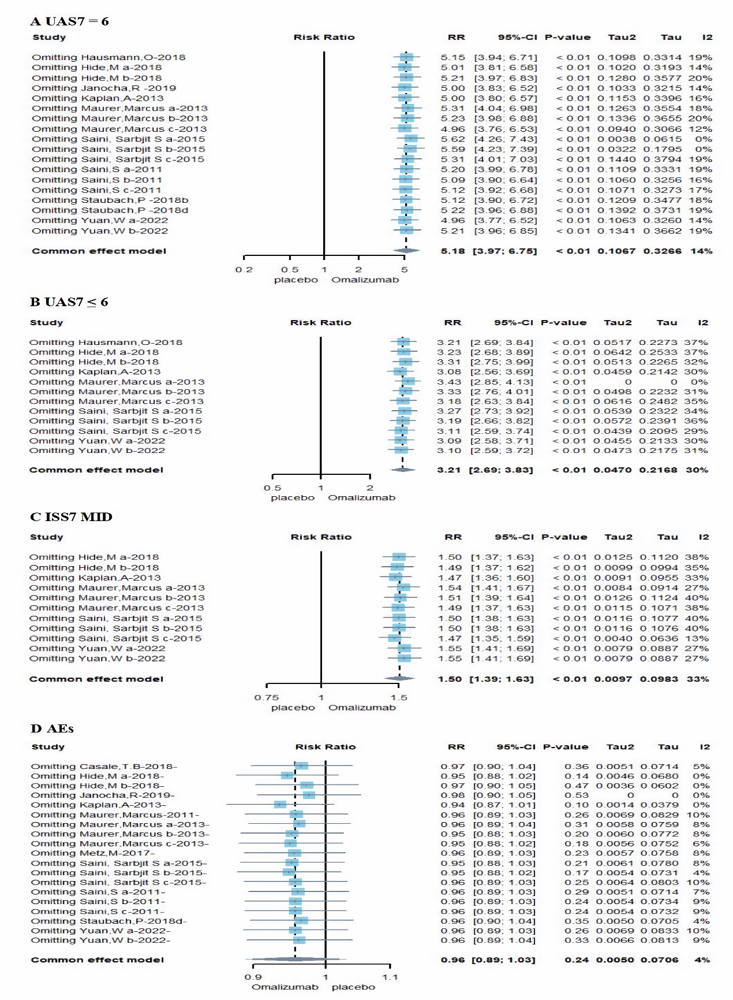 A UAS7 = 6
Study Risk Ratio RR 95%-CI P-value Tau2 Tau I2
Omitting Hausmann,O-2018 5.15 [3.94; 6.71] < 0.01 0.1098 0.3314 19%
Omitting Hide,M a-2018 5.01 [3.81; 6.58] < 0.01 0.1020 0.3193 14%
Omitting Hide,M b-2018 5.21 [3.97; 6.83] < 0.01 0.1280 0.3577 20%
Omitting Janocha,R -2019 5.00 [3.83; 6.52] < 0.01 0.1033 0.3215 14%
Omitting Kaplan,A-2013 5.00 [3.80; 6.57] < 0.01 0.1153 0.3396 16%
Omitting Maurer,Marcus a-2013 5.31 [4.04; 6.98] < 0.01 0.1263 0.3554 18%
Omitting Maurer,Marcus b-2013 5.23 [3.98; 6.88] < 0.01 0.1336 0.3655 20%
Omitting Maurer,Marcus c-2013 4.96 [3.76; 6.53] < 0.01 0.0940 0.3066 12%
Omitting Saini, Sarbjit S a-2015 5.62 [4.26; 7.43] < 0.01 0.0038 0.0615 0%
Omitting Saini, Sarbjit S b-2015 5.59 [4.23; 7.39] < 0.01 0.0322 0.1795 0%
Omitting Saini, Sarbjit S c-2015 5.31 [4.01; 7.03] < 0.01 0.1440 0.3794 19%
Omitting Saini,S a-2011 5.20 [3.99; 6.78] < 0.01 0.1109 0.3331 19%
Omitting Saini,S b-2011 5.09 [3.90; 6.64] < 0.01 0.1060 0.3256 16%
Omitting Saini,S c-2011 5.12 [3.92; 6.68] < 0.01 0.1071 0.3273 17%
Omitting Staubach,P -2018b 5.12 [3.90; 6.72] < 0.01 0.1209 0.3477 18%
Omitting Staubach,P -2018d 5.22 [3.96; 6.88] < 0.01 0.1392 0.3731 19%
Omitting Yuan,W a-2022 4.96 [3.77; 6.52] < 0.01 0.1063 0.3260 14%
Omitting Yuan,W b-2022 5.21 [3.96; 6.85] < 0.01 0.1341 0.3662 19%
Common effect model 5.18 [3.97; 6.75] < 0.01 0.1067 0.3266 14%
0.2 0.5 1 2 5
placebo Omalizumab
B UAS7 ≤ 6
Study Risk Ratio RR 95%-CI P-value Tau2 Tau I2
Omitting Hausmann,O-2018 3.21 [2.69; 3.84] < 0.01 0.0517 0.2273 37%
Omitting Hide,M a-2018 3.23 [2.68; 3.89] < 0.01 0.0642 0.2533 37%
Omitting Hide,M b-2018 3.31 [2.75; 3.99] < 0.01 0.0513 0.2265 32%
Omitting Kaplan,A-2013 3.08 [2.56; 3.69] < 0.01 0.0459 0.2142 30%
Omitting Maurer,Marcus a-2013 3.43 [2.85; 4.13] < 0.01 0 0 0%
Omitting Maurer,Marcus b-2013 3.33 [2.76; 4.01] < 0.01 0.0498 0.2232 31%
Omitting Maurer,Marcus c-2013 3.18 [2.63; 3.84] < 0.01 0.0616 0.2482 35%
Omitting Saini, Sarbjit S a-2015 3.27 [2.73; 3.92] < 0.01 0.0539 0.2322 34%
Omitting Saini, Sarbjit S b-2015 3.19 [2.66; 3.82] < 0.01 0.0572 0.2391 36%
Omitting Saini, Sarbjit S c-2015 3.11 [2.59; 3.74] < 0.01 0.0439 0.2095 29%
Omitting Yuan,W a-2022 3.09 [2.58; 3.71] < 0.01 0.0455 0.2133 30%
Omitting Yuan,W b-2022 3.10 [2.59; 3.72] < 0.01 0.0473 0.2175 31%
Common effect model 3.21 [2.69; 3.83] < 0.01 0.0470 0.2168 30%
0.5 1 2
placebo Omalizumab
C ISS7 MID
Study Risk Ratio RR 95%-CI P-value Tau2 Tau I2
Omitting Hide,M a-2018 1.50 [1.37; 1.63] < 0.01 0.0125 0.1120 38%
Omitting Hide,M b-2018 1.49 [1.37; 1.62] < 0.01 0.0099 0.0994 35%
Omitting Kaplan,A-2013 1.47 [1.36; 1.60] < 0.01 0.0091 0.0955 33%
Omitting Maurer,Marcus a-2013 1.54 [1.41; 1.67] < 0.01 0.0084 0.0914 27%
Omitting Maurer,Marcus b-2013 1.51 [1.39; 1.64] < 0.01 0.0126 0.1124 40%
Omitting Maurer,Marcus c-2013 1.49 [1.37; 1.63] < 0.01 0.0115 0.1071 38%
Omitting Saini, Sarbjit S a-2015 1.50 [1.38; 1.63] < 0.01 0.0116 0.1077 40%
Omitting Saini, Sarbjit S b-2015 1.50 [1.38; 1.63] < 0.01 0.0116 0.1076 40%
Omitting Saini, Sarbjit S c-2015 1.47 [1.35; 1.59] < 0.01 0.0040 0.0636 13%
Omitting Yuan,W a-2022 1.55 [1.41; 1.69] < 0.01 0.0079 0.0887 27%
Omitting Yuan,W b-2022 1.55 [1.41; 1.69] < 0.01 0.0079 0.0887 27%
Common effect model 1.50 [1.39; 1.63] < 0.01 0.0097 0.0983 33%
0.75 1 1.5
placebo Omalizumab
D AEs
Study Risk Ratio RR 95%-CI P-value Tau2 Tau I2
Omitting Casale,T.B-2018- 0.97 [0.90; 1.04] 0.36 0.0051 0.0714 5%
Omitting Hide,M a-2018- 0.95 [0.88; 1.02] 0.14 0.0046 0.0680 0%
Omitting Hide,M b-2018- 0.97 [0.90; 1.05] 0.47 0.0036 0.0602 0%
Omitting Janocha,R-2019- 0.98 [0.90; 1.05] 0.53 0 0 0%
Omitting Kaplan,A-2013- 0.94 [0.87; 1.01] 0.10 0.0014 0.0379 0%
Omitting Maurer,Marcus-2011- 0.96 [0.89; 1.03] 0.26 0.0069 0.0829 10%
Omitting Maurer,Marcus a-2013- 0.96 [0.89; 1.04] 0.31 0.0058 0.0759 8%
Omitting Maurer,Marcus b-2013- 0.95 [0.88; 1.03] 0.20 0.0060 0.0772 8%
Omitting Maurer,Marcus c-2013- 0.95 [0.88; 1.02] 0.18 0.0056 0.0752 6%
Omitting Metz,M-2017- 0.96 [0.89; 1.03] 0.23 0.0057 0.0758 8%
Omitting Saini, Sarbjit S a-2015- 0.95 [0.88; 1.03] 0.21 0.0061 0.0780 8%
Omitting Saini, Sarbjit S b-2015- 0.95 [0.88; 1.02] 0.17 0.0054 0.0731 4%
Omitting Saini, Sarbjit S c-2015- 0.96 [0.89; 1.03] 0.25 0.0064 0.0803 10%
Omitting Saini,S a-2011- 0.96 [0.89; 1.03] 0.29 0.0051 0.0714 7%
Omitting Saini,S b-2011- 0.96 [0.89; 1.03] 0.24 0.0054 0.0734 9%
Omitting Saini,S c-2011- 0.96 [0.89; 1.03] 0.24 0.0054 0.0732 9%
Omitting Staubach,P-2018d- 0.96 [0.90; 1.04] 0.35 0.0050 0.0705 4%
Omitting Yuan,W a-2022- 0.96 [0.89; 1.03] 0.26 0.0069 0.0833 10%
Omitting Yuan,W b-2022- 0.96 [0.89; 1.04] 0.33 0.0066 0.0813 9%
Common effect model 0.96 [0.89; 1.03] 0.24 0.0050 0.0706 4%
0.9 1 1.1
Omalizumab placebo